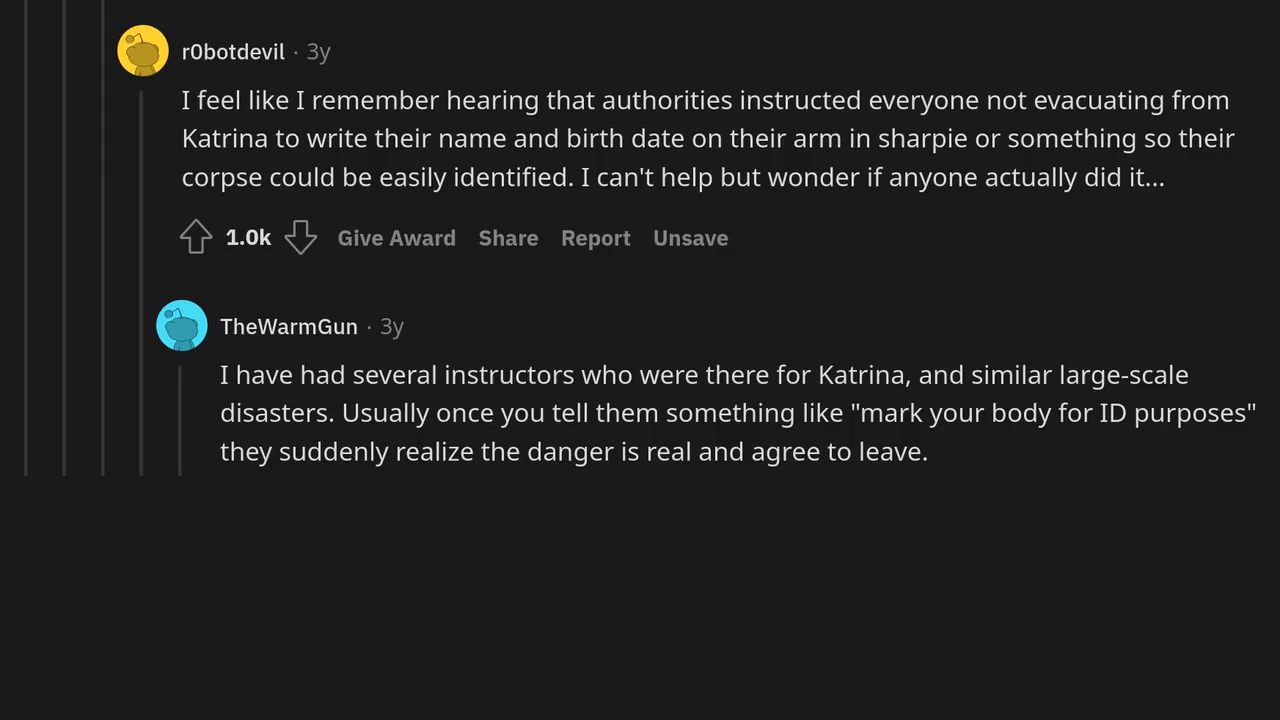 r0botdevil · 3y
I feel like I remember hearing that authorities instructed everyone not evacuating from
Katrina to write their name and birth date on their arm in sharpie or something so their
corpse could be easily identified. I can't help but wonder if anyone actually did it...
1.0k Give Award Share Report Unsave
TheWarmGun · 3y
I have had several instructors who were there for Katrina, and similar large-scale
disasters. Usually once you tell them something like "mark your body for ID purposes"
they suddenly realize the danger is real and agree to leave.